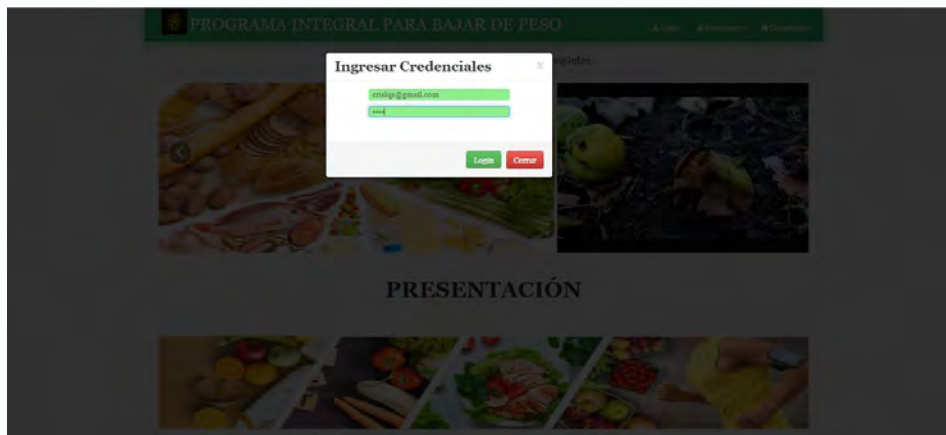 PROGRAMA INTEGRAL PARA BAJAR DE PESO
Ingresar Credenciales
x
••••
Login Cerrar
PRESENTACIÓN